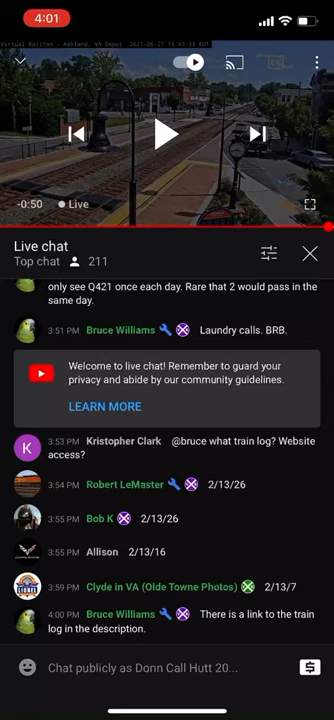 4:01
Virtual Railfan - Ashland, VA Depot 2021-06-27 15:43:33 EDT
-0:50 Live
Live chat
Top chat 211
only see Q421 once each day. Rare that 2 would pass in the
same day.
3:51 PM Bruce Williams Laundry calls. BRB.
Welcome to live chat! Remember to guard your
privacy and abide by our community guidelines.
LEARN MORE
K
3:53 PM Kristopher Clark @bruce what train log? Website
access?
3:54 PM Robert LeMaster 2/13/26
3:55 PM Bob K 2/13/26
3:55 PM Allison 2/13/16
3:59 PM Clyde in VA (Olde Towne Photos) 2/13/7
4:00 PM Bruce Williams There is a link to the train
log in the description.
Chat publicly as Donn Call Hutt 20...